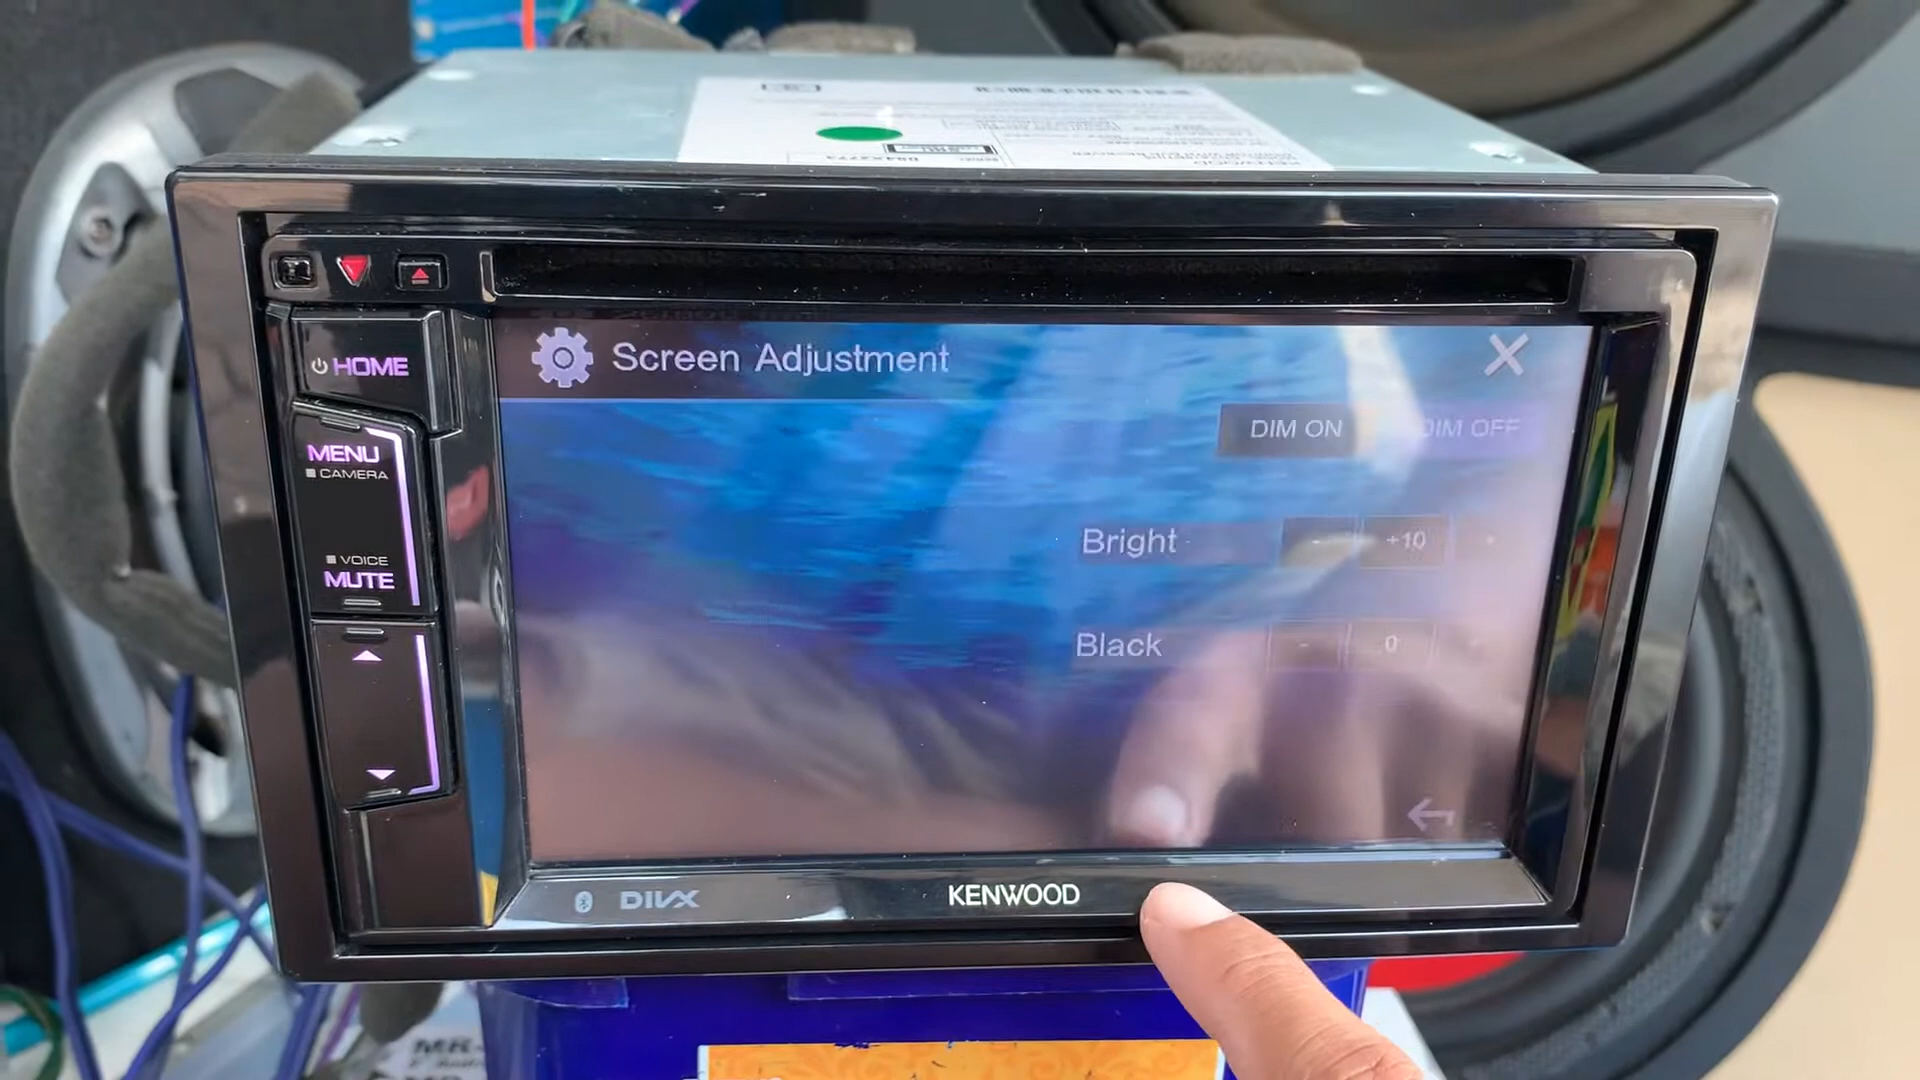 HOME
MENU
CAMERA
VOICE
MUTE
Screen Adjustment
DIM ON
DIM OFF
Bright
-
+10
+
Black
-
0
DIVX
KENWOOD